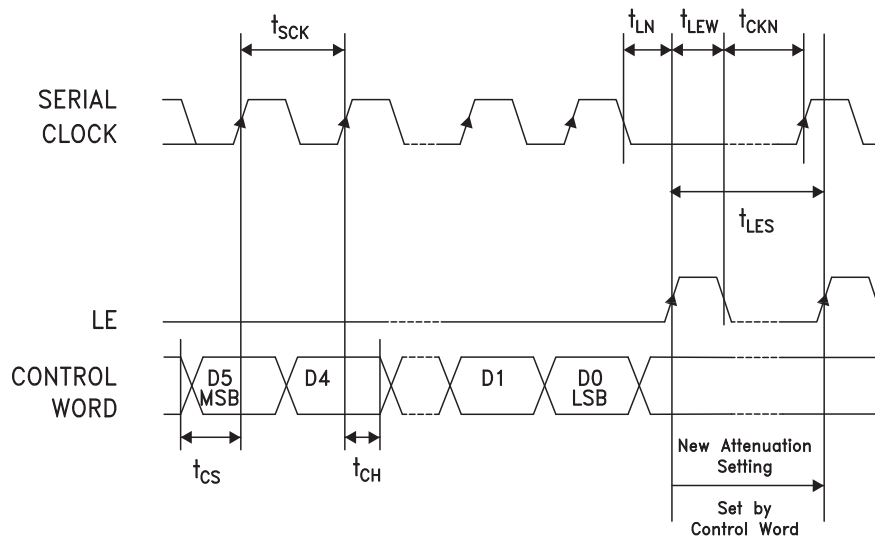 tSCK
tLN
tLEW
tCKN
SERIAL
CLOCK
tLES
LE
CONTROL
WORD
D5
MSB
D4
D1
D0
LSB
tCS
tCH
New Attenuation
Setting
Set by
Control Word